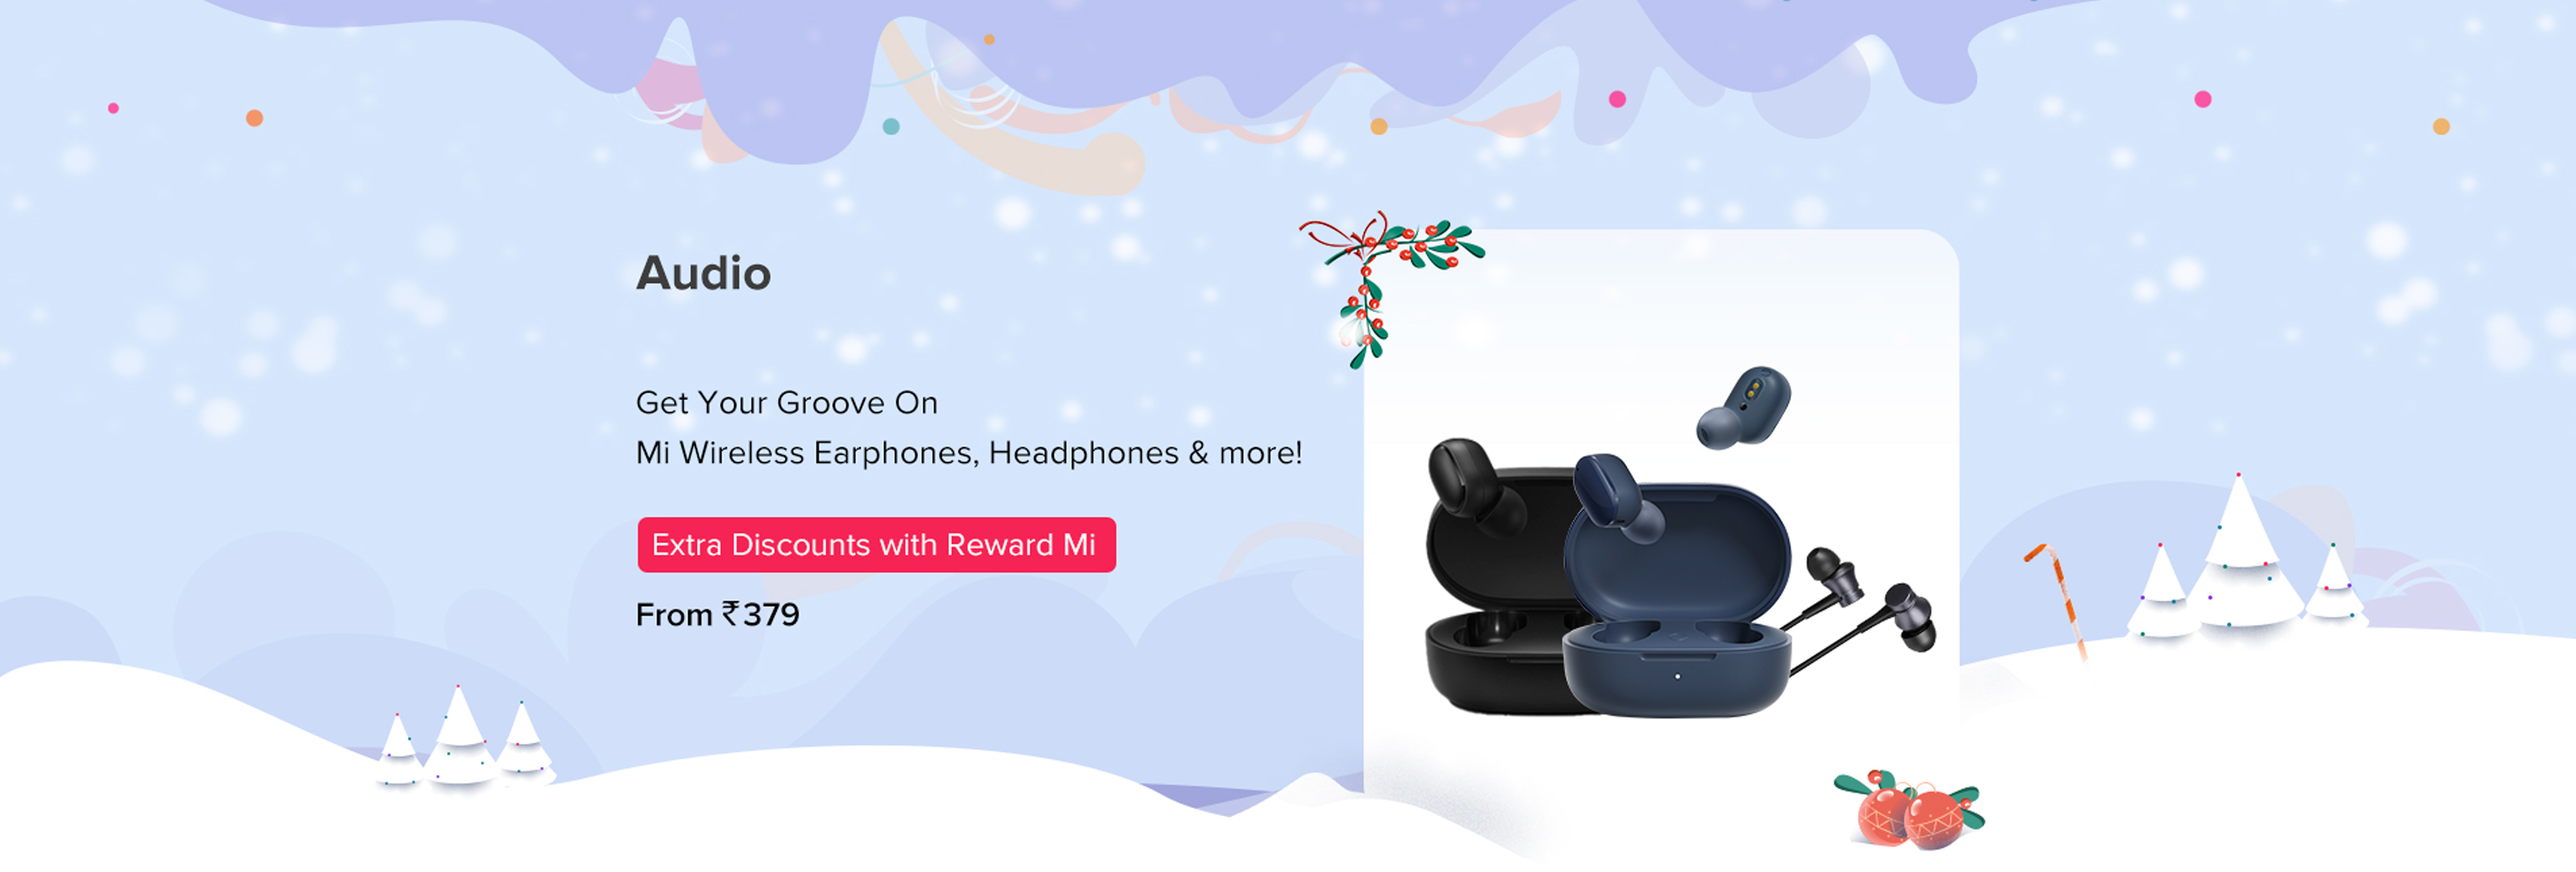 Audio
Get Your Groove On
Mi Wireless Earphones, Headphones & more!
Extra Discounts with Reward Mi
From ₹379